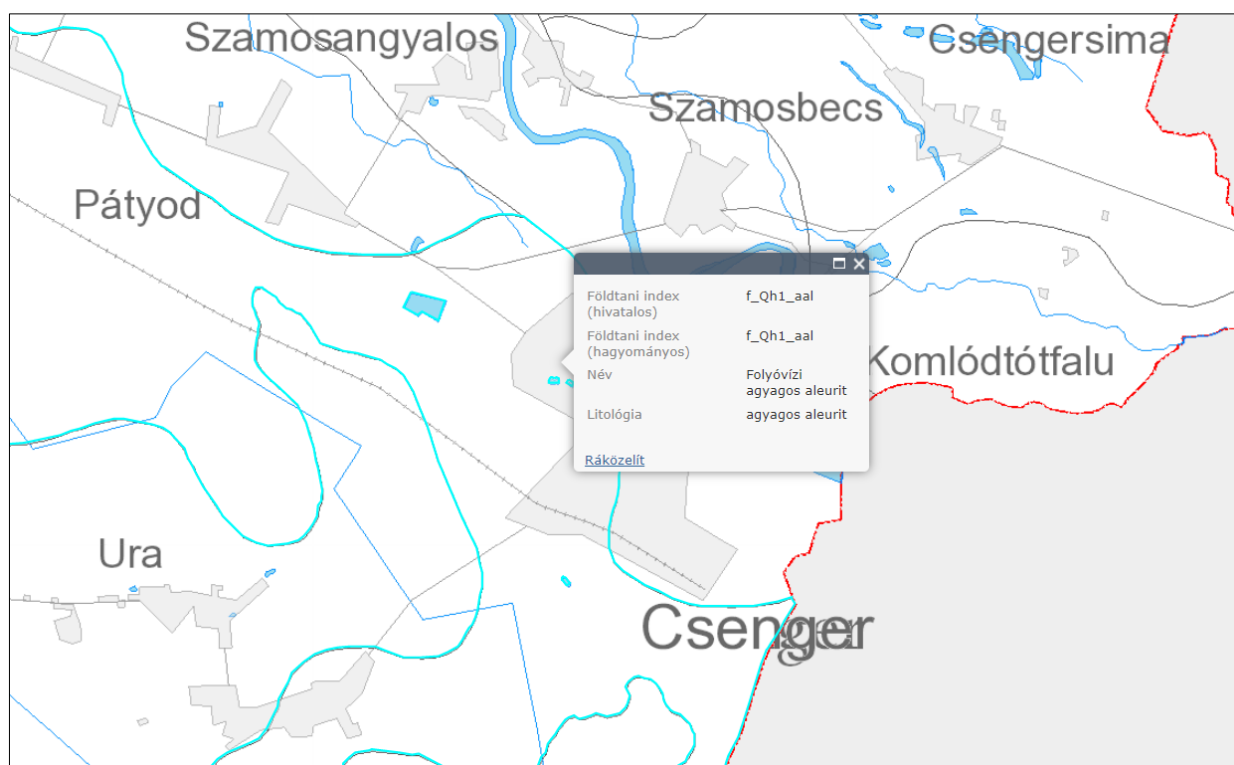 Szamosangyalos
Csengersima
Szamosbecs
Pátyod
Földtani index
(hivatalos)
f_Qh1_aal
Földtani index
(hagyományos)
f_Qh1_aal
Név
Folyóvízi
agyagos aleurit
Litológia
agyagos aleurit
Ráközelít
Komlódtótfalu
Ura
Csenger